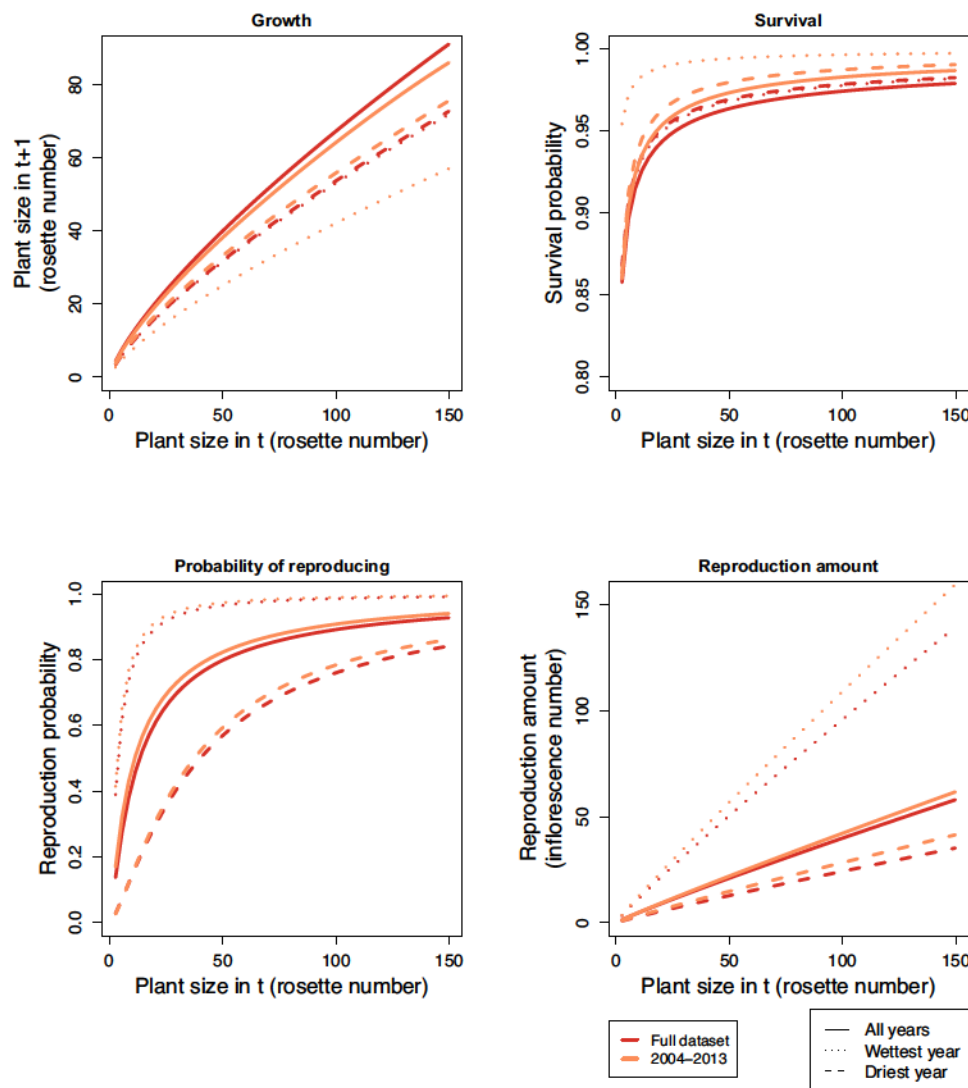 Growth
Plant size in t+1
(rosette number)
80
60
40
20
0
0 50 100 150
Plant size in t (rosette number)
Survival
Survival probability
1.00
0.95
0.90
0.85
0.80
0 50 100 150
Plant size in t (rosette number)
Probability of reproducing
Reproduction probability
1.0
0.8
0.6
0.4
0.2
0.0
0 50 100 150
Plant size in t (rosette number)
Reproduction amount
Reproduction amount
(inflorescence number)
150
100
50
0
0 50 100 150
Plant size in t (rosette number)
Full dataset
2004–2013
All years
Wettest year
Driest year